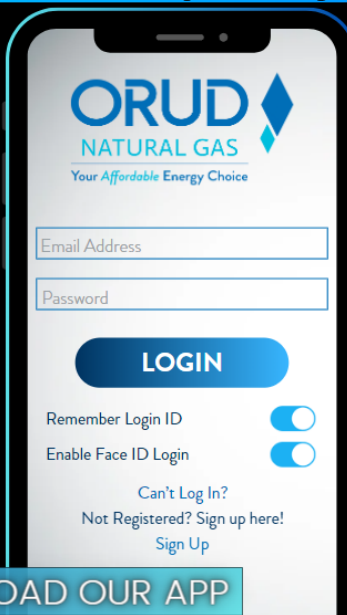 ORUD
NATURAL GAS
Your Affordable Energy Choice
Email Address
Password
LOGIN
Remember Login ID
Enable Face ID Login
Can't Log In?
Not Registered? Sign up here!
Sign Up
OAD OUR APP